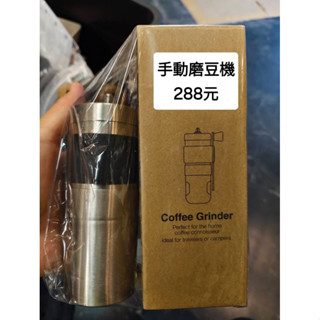 手動磨豆機
288元
Coffee Grinder
Perfect for the home
coffee connoisseur
Ideal for travelers or campers